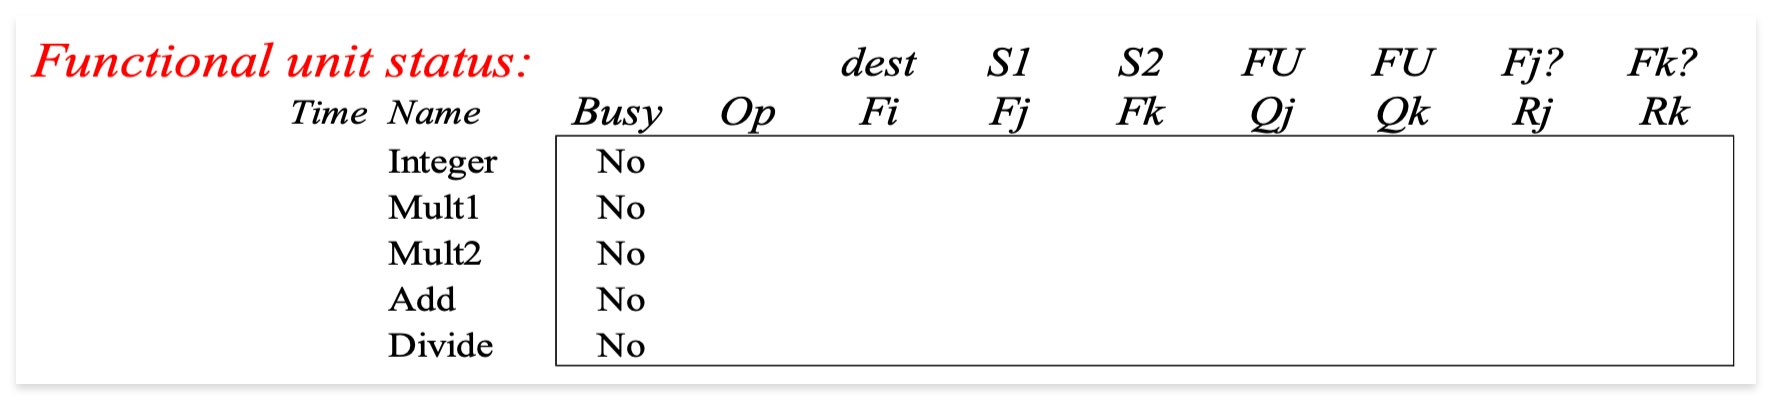 Functional unit status: dest S1 S2 FU FU Fj? Fk?
Time Name Busy Op Fi Fj Fk Qj Qk Rj Rk
Integer No
Mult1 No
Mult2 No
Add No
Divide No